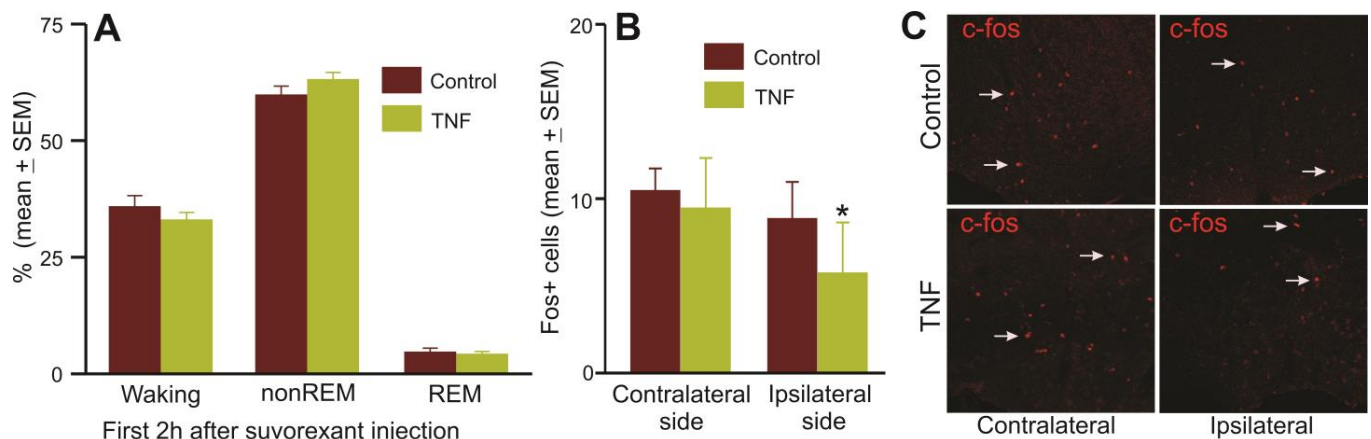 A
% (mean ± SEM)
75
50
25
0
Control
TNF
Waking
nonREM
REM
First 2h after suvorexant injection
B
Fos+ cells (mean ± SEM)
20
10
0
Control
TNF
*
Contralateral
side
Ipsilateral
side
C
Control
c-fos
c-fos
TNF
c-fos
c-fos
Contralateral
Ipsilateral